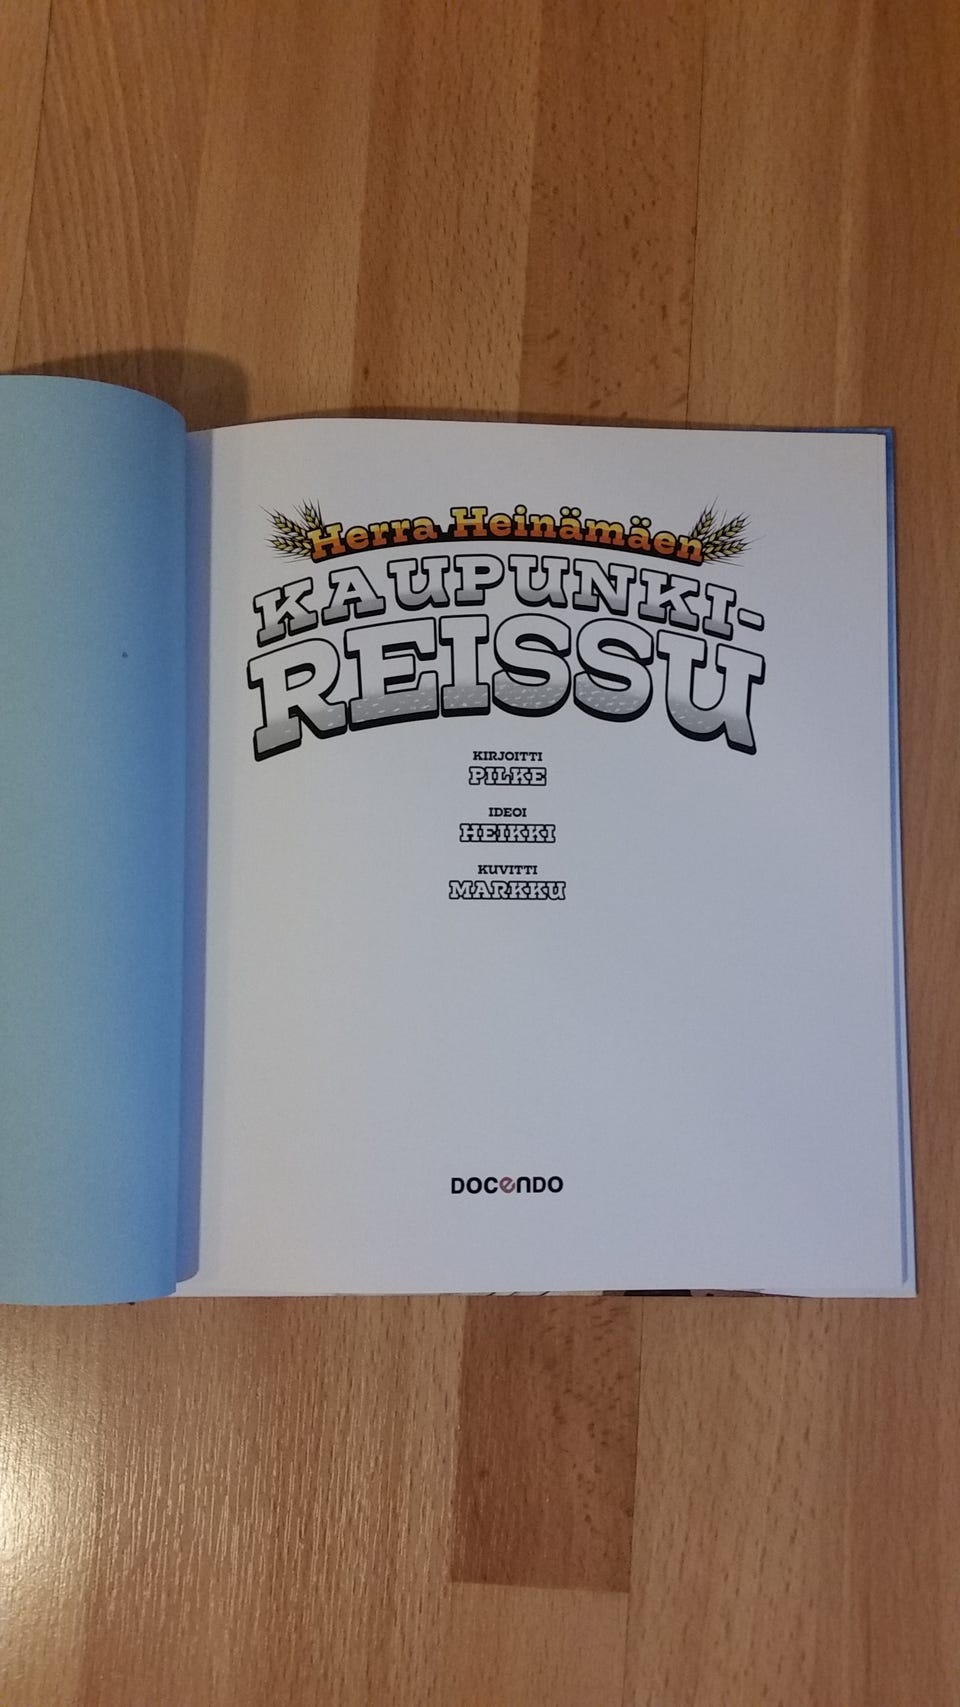 Herra Heinämäen
KAUPUNKI-
REISSU
KIRJOITTI
PILKE
IDEOI
HEIKKI
KUVITTI
MARKKU
DOCENDO